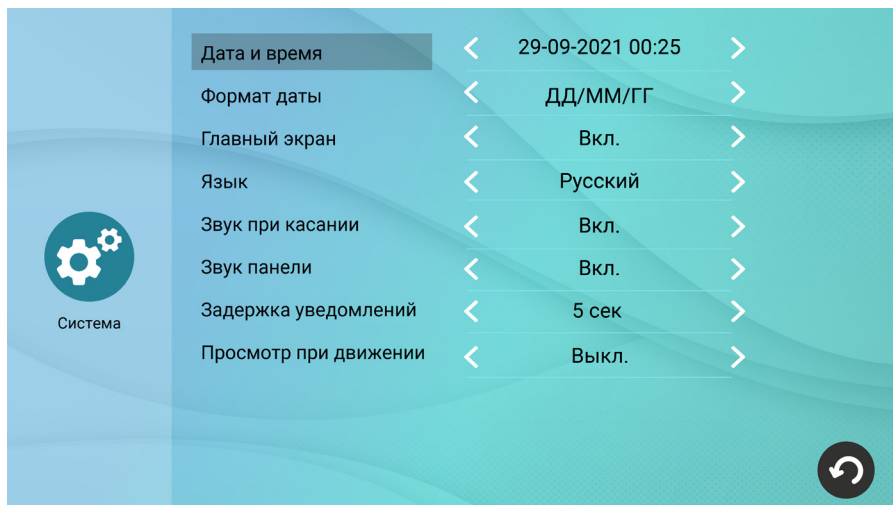 Дата и время 29-09-2021 00:25
Формат даты ДД/ММ/ГГ
Главный экран Вкл.
Язык Русский
Звук при касании Вкл.
Звук панели Вкл.
Задержка уведомлений 5 сек
Просмотр при движении Выкл.
Система